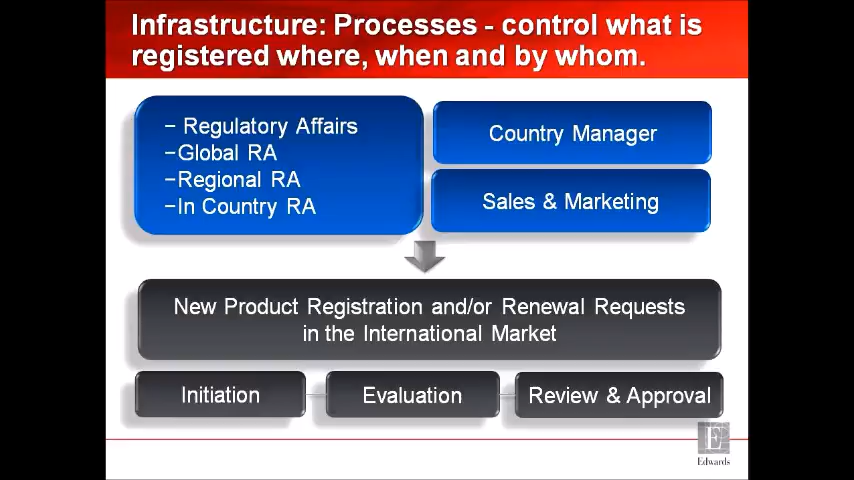 Infrastructure: Processes - control what is
registered where, when and by whom.
− Regulatory Affairs
−Global RA
−Regional RA
−In Country RA
Country Manager
Sales & Marketing
New Product Registration and/or Renewal Requests
in the International Market
Initiation
Evaluation
Review & Approval
E
Edwards